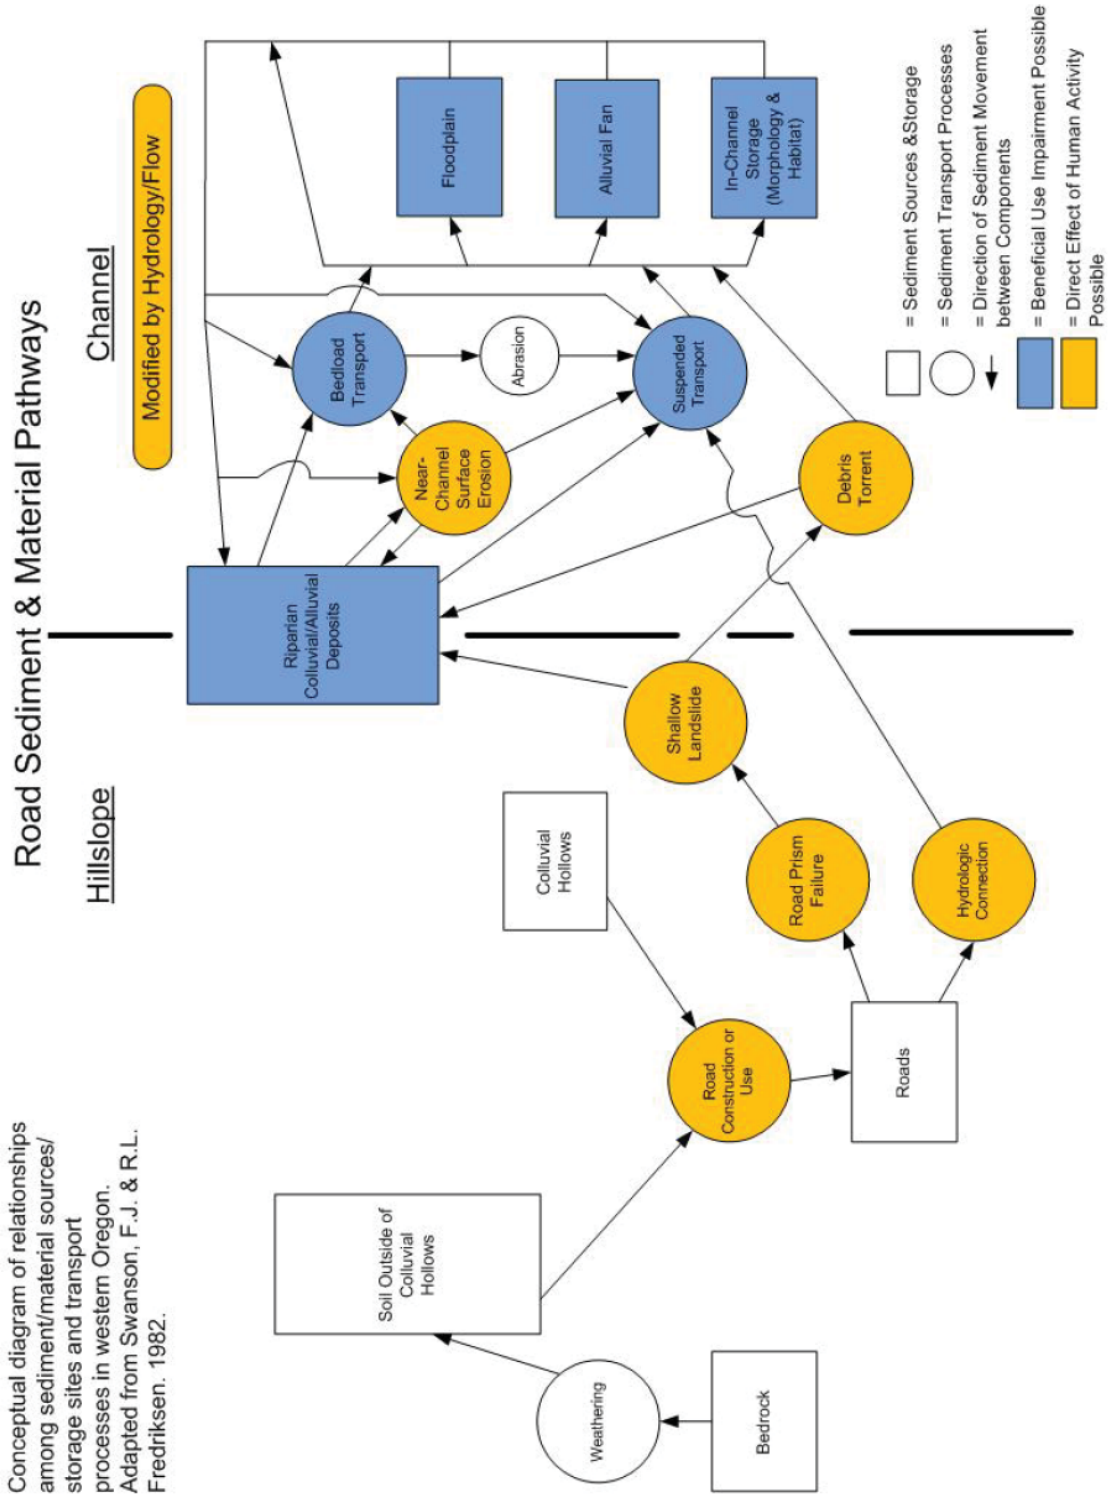 Road Sediment & Material Pathways
Conceptual diagram of relationships
among sediment/material sources/
storage sites and transport
processes in western Oregon.
Adapted from Swanson, F.J. & R.L.
Fredriksen. 1982.
Hillslope
Channel
Modified by Hydrology/Flow
Soil Outside of
Colluvial
Hollows
Weathering
Bedrock
Colluvial
Hollows
Road
Construction or
Use
Roads
Road Prism
Failure
Hydrologic
Connection
Shallow
Landslide
Riparian
Colluvial/Alluvial
Deposits
Near-
Channel
Surface
Erosion
Debris
Torrent
Bedload
Transport
Abrasion
Suspended
Transport
Floodplain
Alluvial Fan
In-Channel
Storage
(Morphology &
Habitat)
= Sediment Sources &Storage
= Sediment Transport Processes
= Direction of Sediment Movement
between Components
= Beneficial Use Impairment Possible
= Direct Effect of Human Activity
Possible